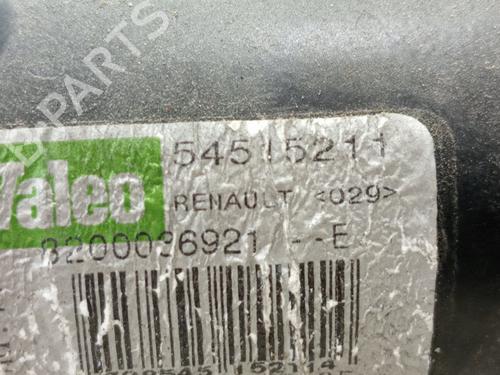 B-PARTS
Valeo
54515211
RENAULT <029>
8200036921 --E